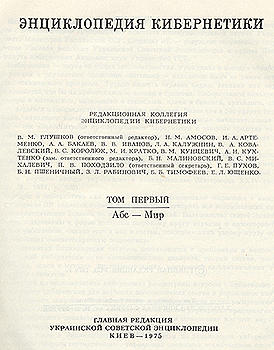 ЭНЦИКЛОПЕДИЯ КИБЕРНЕТИКИ
РЕДАКЦИОННАЯ КОЛЛЕГИЯ
ЭНЦИКЛОПЕДИИ КИБЕРНЕТИКИ
В. М. ГЛУШКОВ (ответственный редактор), Н. М. АМОСОВ, И. А. АРТЕ-
МЕНКО, А. А. БАКАЕВ, В. В. ИВАНОВ, Л. А. КАЛУЖНИН, В. А. КОВА-
ЛЕВСКИЙ, В. С. КОРОЛЮК, М. И. КРАТКО, В. М. КУНЦЕВИЧ, А. И. КУХ-
ТЕНКО (зам. ответственного редактора), Б. Н. МАЛИНОВСКИЙ, В. С. МИ-
ХАЛЕВИЧ, П. В. ПОХОДЗИЛО (ответственный секретарь), Г. Е. ПУХОВ,
Б. Н. ПШЕНИЧНЫЙ, З. Л. РАБИНОВИЧ, Б. Б. ТИМОФЕЕВ, Е. Л. ЮЩЕНКО.
ТОМ ПЕРВЫЙ
Абс — Мир
ГЛАВНАЯ РЕДАКЦИЯ
УКРАИНСКОЙ СОВЕТСКОЙ ЭНЦИКЛОПЕДИИ
КИЕВ—1975